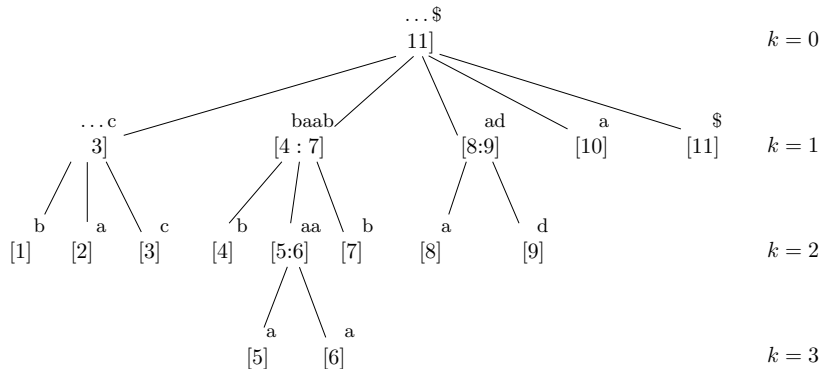 ...$
11] k = 0
...c baab ad a $
3] [4 : 7] [8:9] [10] [11] k = 1
b a c b aa b a d
[1] [2] [3] [4] [5:6] [7] [8] [9] k = 2
a a
[5] [6] k = 3